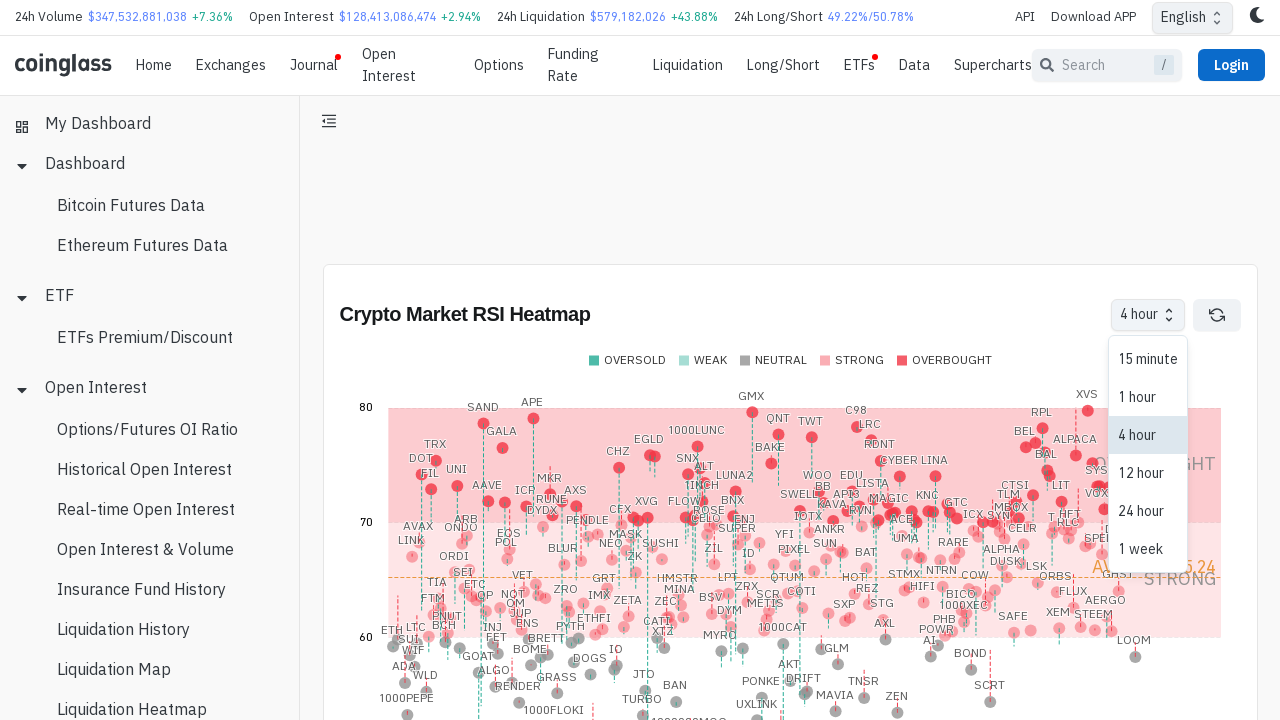 24h Volume $347,532,881,038 +7.36% Open Interest $128,413,086,474 +2.94% 24h Liquidation $579,182,026 +43.88% 24h Long/Short 49.22%/50.78% API Download APP English
coinglass Home Exchanges Journal Open Interest Options Funding Rate Liquidation Long/Short ETFs Data Supercharts Search / Login
My Dashboard
Dashboard
Bitcoin Futures Data
Ethereum Futures Data
ETF
ETFs Premium/Discount
Open Interest
Options/Futures OI Ratio
Historical Open Interest
Real-time Open Interest
Open Interest & Volume
Insurance Fund History
Liquidation History
Liquidation Map
Liquidation Heatmap
Crypto Market RSI Heatmap
4 hour
15 minute
1 hour
4 hour
12 hour
24 hour
1 week
OVERSOLD WEAK NEUTRAL STRONG OVERBOUGHT
80
70
60
XVS
GMX
APE
SAND
C98
RPL
QNT
TWT
LRC
GALA
1000LUNC
BEL
EGLD
ALPACA
TRX
RDNT
BAKE
CHZ
BAL
DOT
SNX
CYBER
LINA
FIL
UNI
ALT
SYS
LUNA2
WOO
EDU
MKR
AAVE
1INCH
LISTA
LIT
CTSI
BB
ICP
AXS
SWELL
API3
TLM
VOX
RUNE
XVG
FLOW
BNX
KAVA
MAGIC
KNC
GTC
DYDX
CFX
ROSE
IOTX
RVN
ICX
SYN
MBOX
HFT
PENDLE
CELO
ENJ
ACE
RLC
AVAX
ARB
ONDO
SUPER
ANKR
CELR
LINK
EOS
POL
NEO
MASK
SUSHI
YFI
SUN
UMA
RARE
BLUR
ZIL
ID
PIXEL
BAT
ALPHA
ORDI
ZK
DUSK
LSK
SEI
VET
GRT
HMSTR
LPT
QTUM
HOT
STMX
NTRN
COW
ORBS
GHST
STRONG
TIA
ETC
ZRO
MINA
ZRX
HIFI
FTM
OP
NOT
IMX
ZETA
ZEC
BSV
SCR
COTI
REZ
BICO
FLUX
OM
METIS
SXP
STG
1000XEC
AERGO
PNUT
JUP
ETHFI
DYM
XEM
STEEM
BCH
BNS
PYTH
CATI
1000CAT
AXL
PHB
SAFE
ETH
LTC
INJ
XTZ
MYRO
POWR
SUI
FET
BRETT
AI
LOOM
WIF
BOME
IO
GLM
BOND
GOAT
DOGS
AKT
ADA
ALGO
JTO
DRIFT
TNSR
WLD
GRASS
BAN
PONKE
SCRT
RENDER
1000PEPE
TURBO
UXLINK
MAVIA
ZEN
1000FLOKI